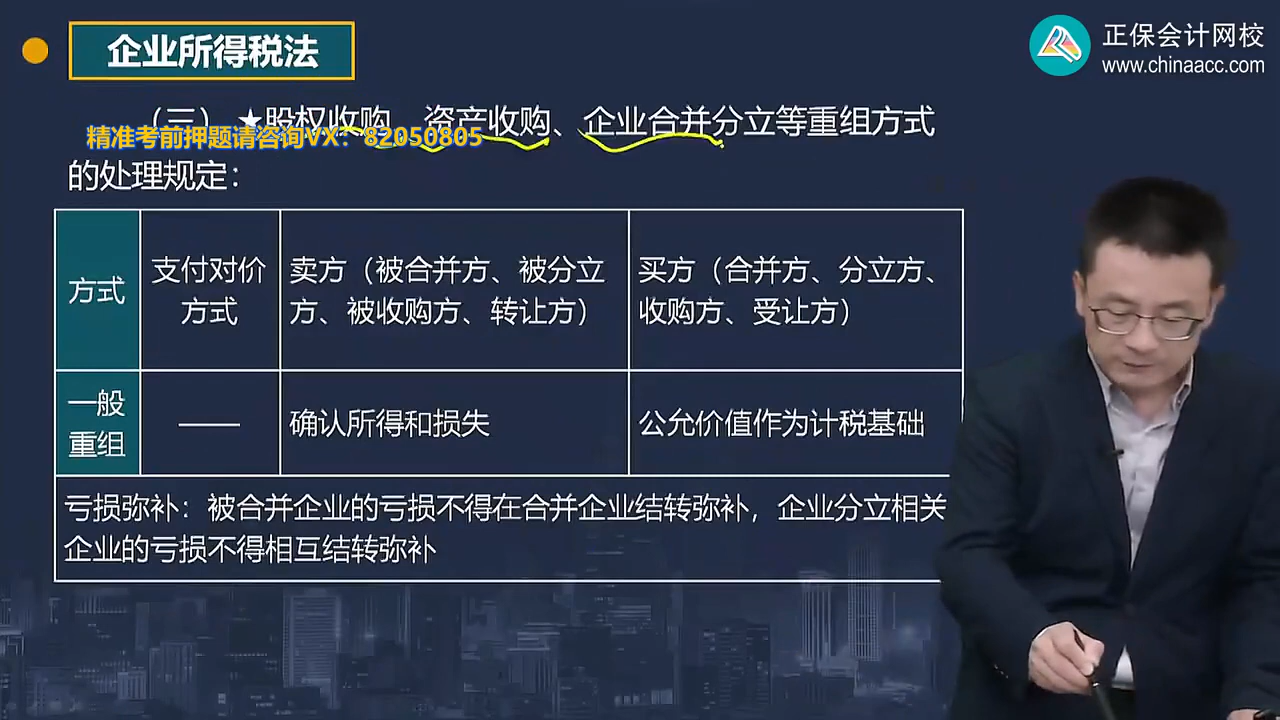 企业所得税法
正保会计网校
www.chinaacc.com
（三）★股权收购、资产收购、企业合并分立等重组方式
精准考前押题请咨询VX：82050805
的处理规定：
方式
支付对价
方式
卖方（被合并方、被分立
方、被收购方、转让方）
买方（合并方、分立方、
收购方、受让方）
一般
重组
——
确认所得和损失
公允价值作为计税基础
亏损弥补：被合并企业的亏损不得在合并企业结转弥补，企业分立相关
企业的亏损不得相互结转弥补